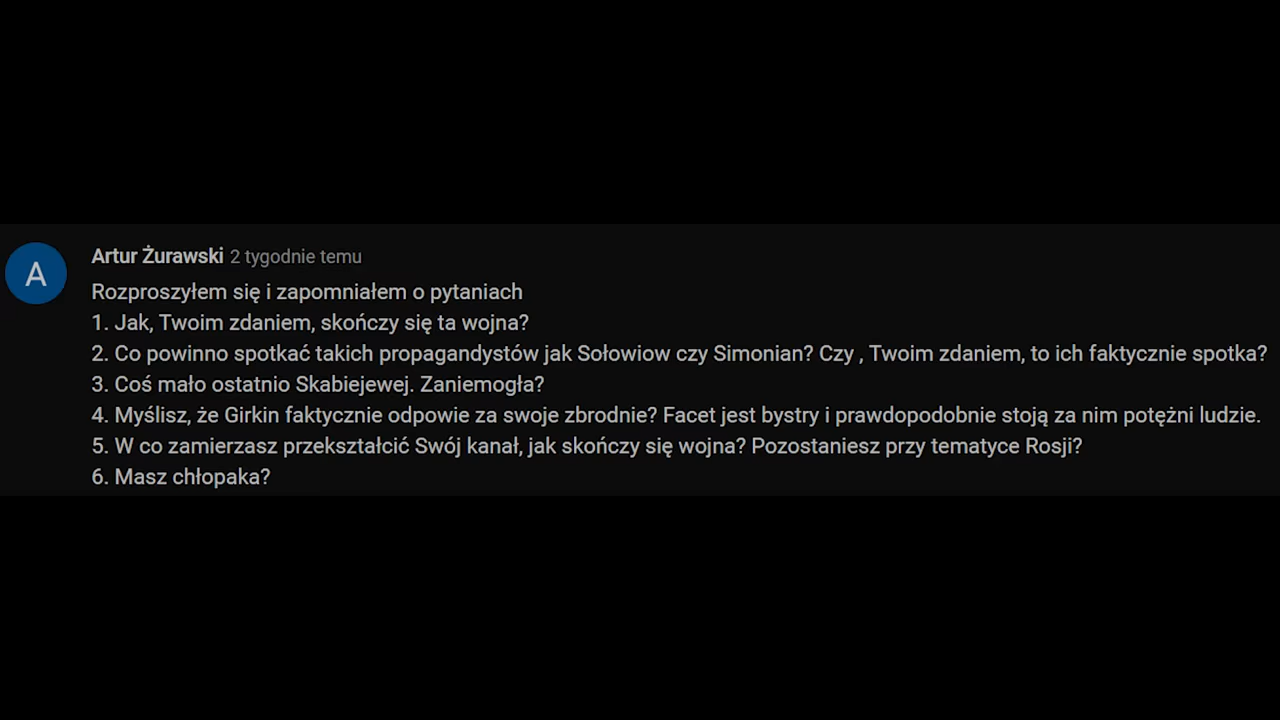 A
Artur Żurawski 2 tygodnie temu
Rozproszyłem się i zapomniałem o pytaniach
1. Jak, Twoim zdaniem, skończy się ta wojna?
2. Co powinno spotkać takich propagandystów jak Sołowiow czy Simonian? Czy , Twoim zdaniem, to ich faktycznie spotka?
3. Coś mało ostatnio Skabiejewej. Zaniemogła?
4. Myślisz, że Girkin faktycznie odpowie za swoje zbrodnie? Facet jest bystry i prawdopodobnie stoją za nim potężni ludzie.
5. W co zamierzasz przekształcić Swój kanał, jak skończy się wojna? Pozostaniesz przy tematyce Rosji?
6. Masz chłopaka?